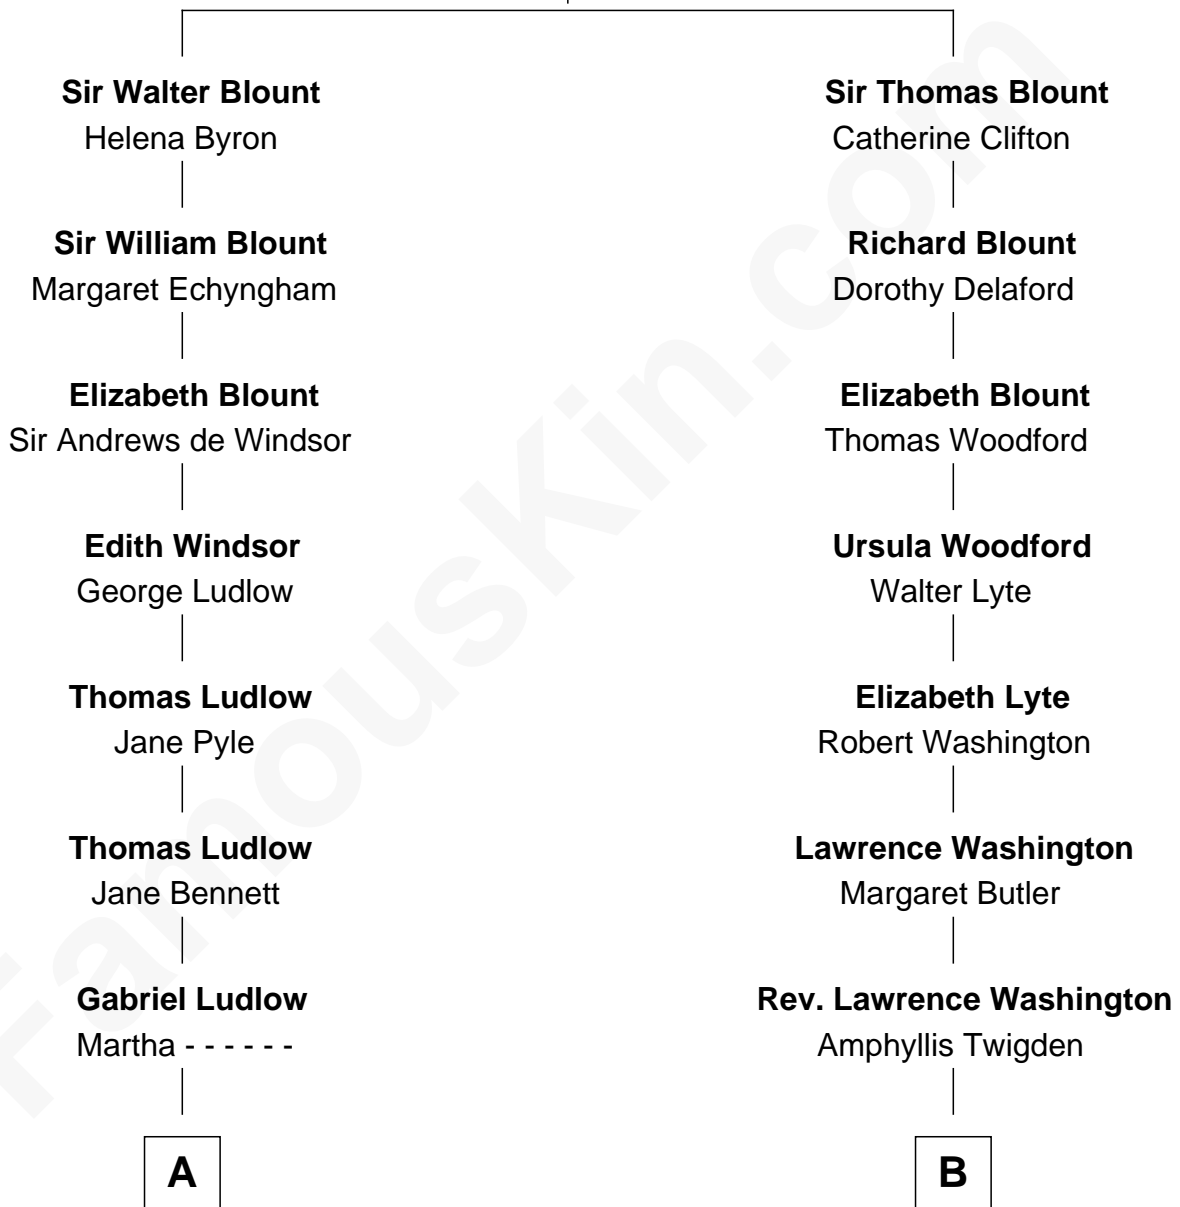 Sir Walter Blount
Helena Byron
Sir William Blount
Margaret Echyngham
Elizabeth Blount
Sir Andrews de Windsor
Edith Windsor
George Ludlow
Thomas Ludlow
Jane Pyle
Thomas Ludlow
Jane Bennett
Gabriel Ludlow
Martha - - - - - -
A
Sir Thomas Blount
Catherine Clifton
Richard Blount
Dorothy Delaford
Elizabeth Blount
Thomas Woodford
Ursula Woodford
Walter Lyte
Elizabeth Lyte
Robert Washington
Lawrence Washington
Margaret Butler
Rev. Lawrence Washington
Amphyllis Twigden
B
FamousKin.com